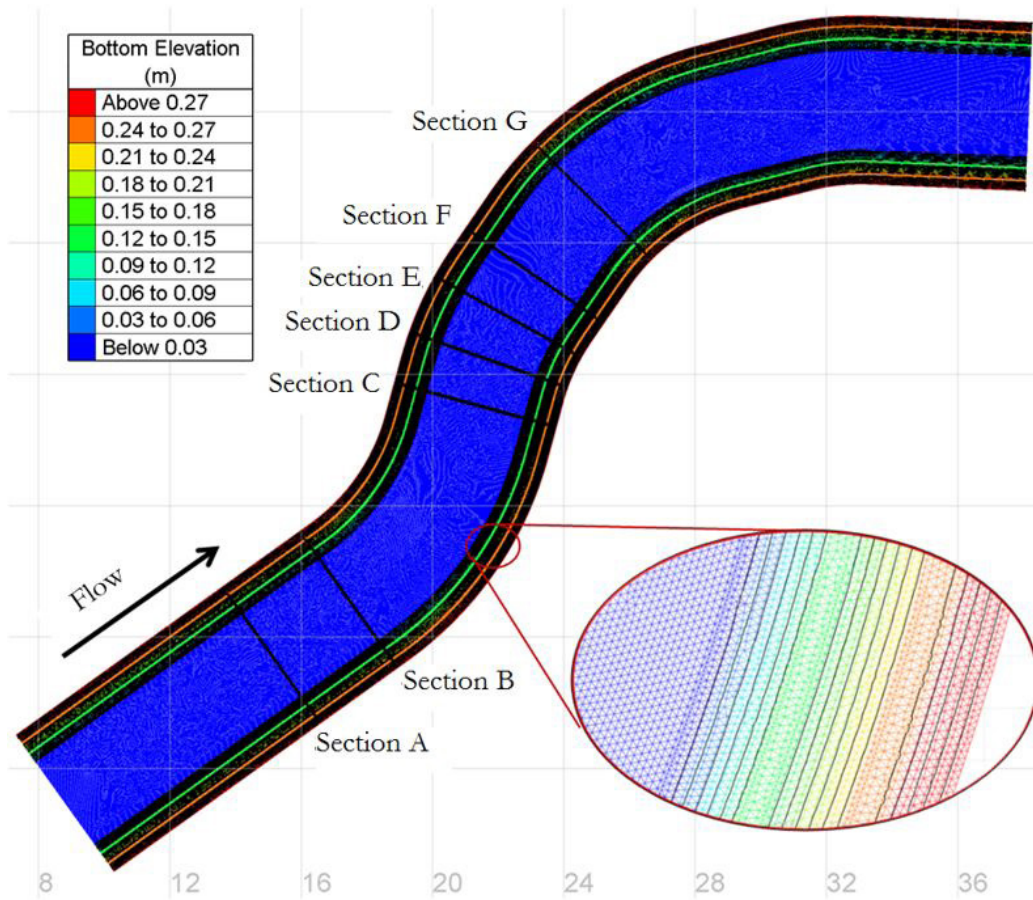 Bottom Elevation
(m)
Above 0.27
0.24 to 0.27
0.21 to 0.24
0.18 to 0.21
0.15 to 0.18
0.12 to 0.15
0.09 to 0.12
0.06 to 0.09
0.03 to 0.06
Below 0.03
Section G
Section F
Section E
Section D
Section C
Flow
Section B
Section A
8 12 16 20 24 28 32 36